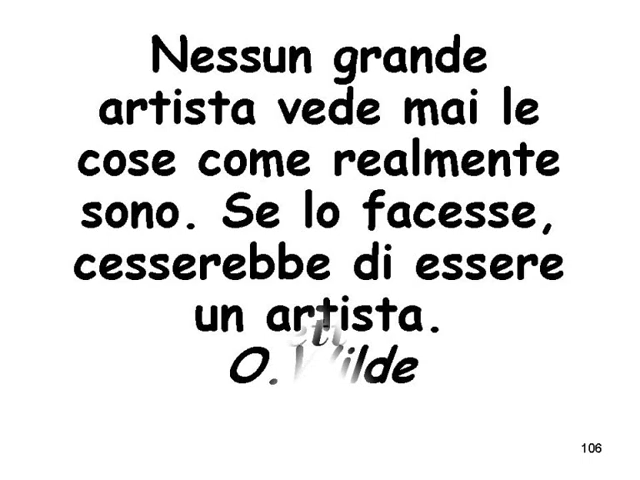 Nessun grande
artista vede mai le
cose come realmente
sono. Se lo facesse,
cesserebbe di essere
un artista.
O.Wilde
106